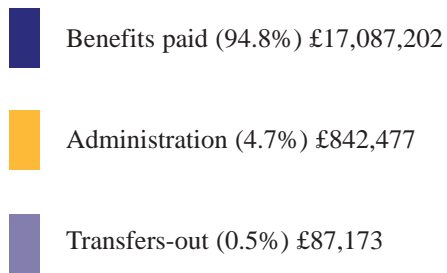 Benefits paid (94.8%) £17,087,202
Administration (4.7%) £842,477
Transfers-out (0.5%) £87,173